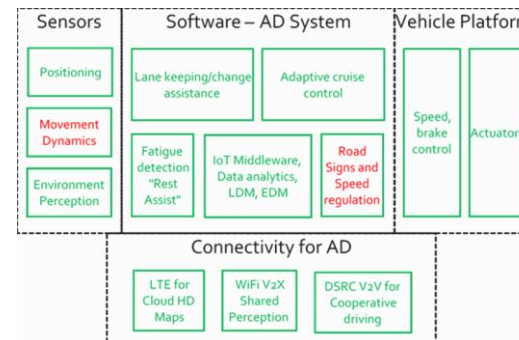 Sensors
Software – AD System
Vehicle Platform
Positioning
Movement
Dynamics
Environment
Perception
Lane keeping/change
assistance
Adaptive cruise
control
Fatigue
detection
"Rest
Assist"
IoT Middleware,
Data analytics,
LDM, EDM
Road
Signs and
Speed
regulation
Speed,
brake
control
Actuator
Connectivity for AD
LTE for
Cloud HD
Maps
WiFi V2X
Shared
Perception
DSRC V2V for
Cooperative
driving